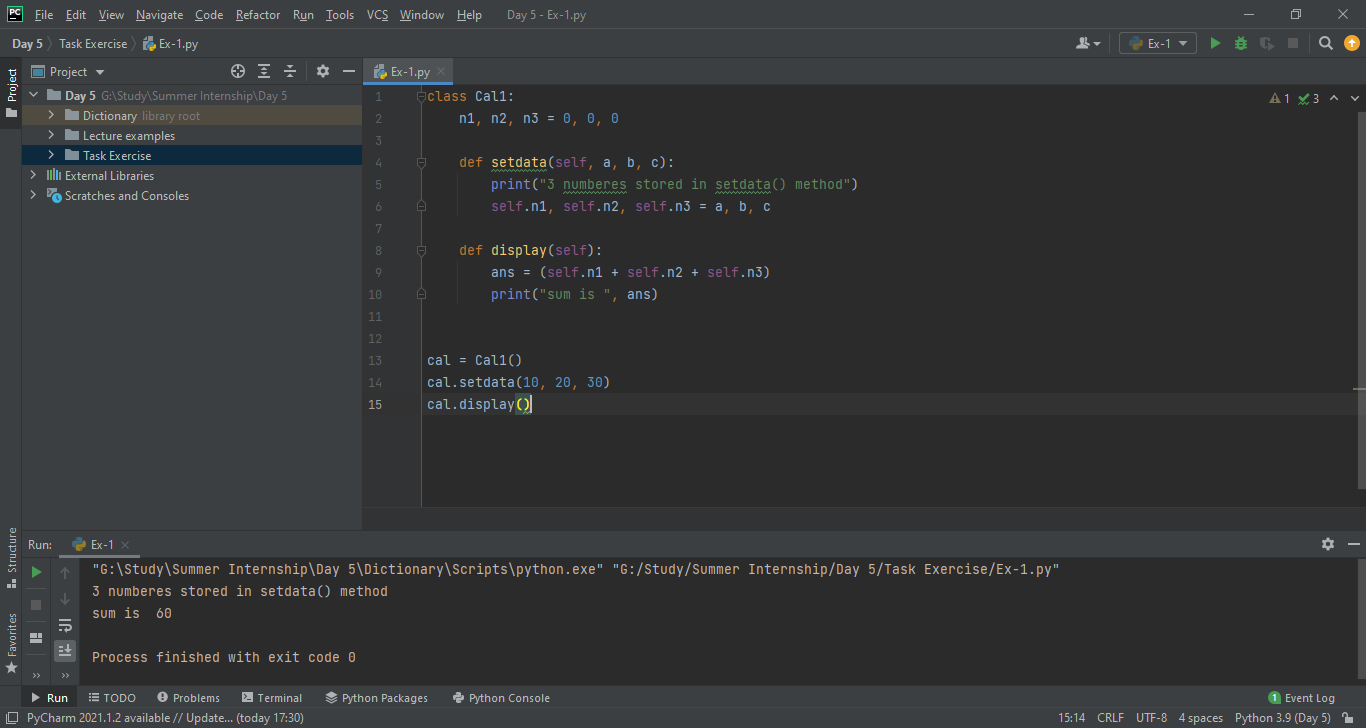 PC File Edit View Navigate Code Refactor Run Tools VCS Window Help Day 5 - Ex-1.py
Day 5 Task Exercise Ex-1.py Ex-1
Project Project Ex-1.py
Day 5 G:\Study\Summer Internship\Day 5
Dictionary library root
Lecture examples
Task Exercise
External Libraries
Scratches and Consoles
1 class Cal1: 1 3
2 n1, n2, n3 = 0, 0, 0
3
4 def setdata(self, a, b, c):
5 print("3 numberes stored in setdata() method")
6 self.n1, self.n2, self.n3 = a, b, c
7
8 def display(self):
9 ans = (self.n1 + self.n2 + self.n3)
10 print("sum is ", ans)
11
12
13 cal = Cal1()
14 cal.setdata(10, 20, 30)
15 cal.display()
Structure
Favorites
Run: Ex-1
"G:\Study\Summer Internship\Day 5\Dictionary\Scripts\python.exe" "G:/Study/Summer Internship/Day 5/Task Exercise/Ex-1.py"
3 numberes stored in setdata() method
sum is  60
Process finished with exit code 0
Run TODO Problems Terminal Python Packages Python Console 1 Event Log
PyCharm 2021.1.2 available // Update... (today 17:30) 15:14 CRLF UTF-8 4 spaces Python 3.9 (Day 5)